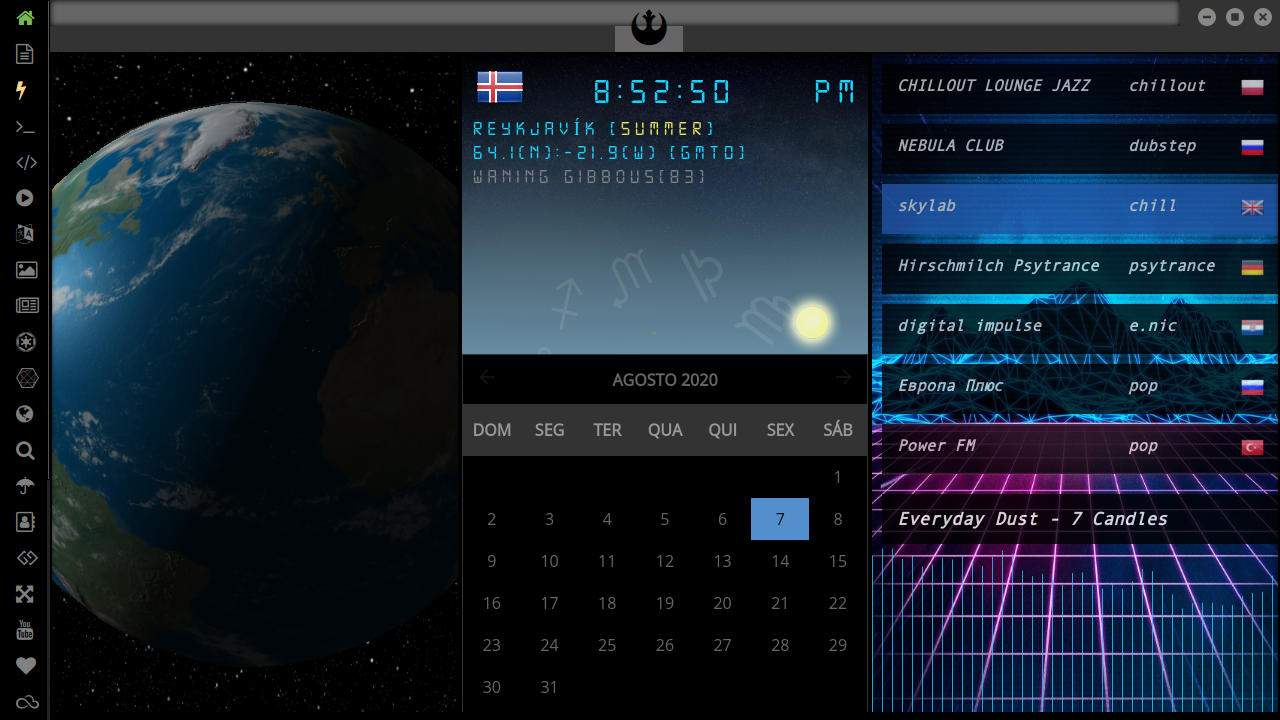 8:52:50 PM
REYKJAVÍK [SUMMER]
64.1(N):-21.9(W) [GMT0]
WANING GIBBOUS[83]
AGOSTO 2020
DOM SEG TER QUA QUI SEX SÁB
1
2 3 4 5 6 7 8
9 10 11 12 13 14 15
16 17 18 19 20 21 22
23 24 25 26 27 28 29
30 31
CHILLOUT LOUNGE JAZZ chillout
NEBULA CLUB dubstep
skylab chill
Hirschmilch Psytrance psytrance
digital impulse e.nic
Европа Плюс pop
Power FM pop
Everyday Dust - 7 Candles
You
Tube